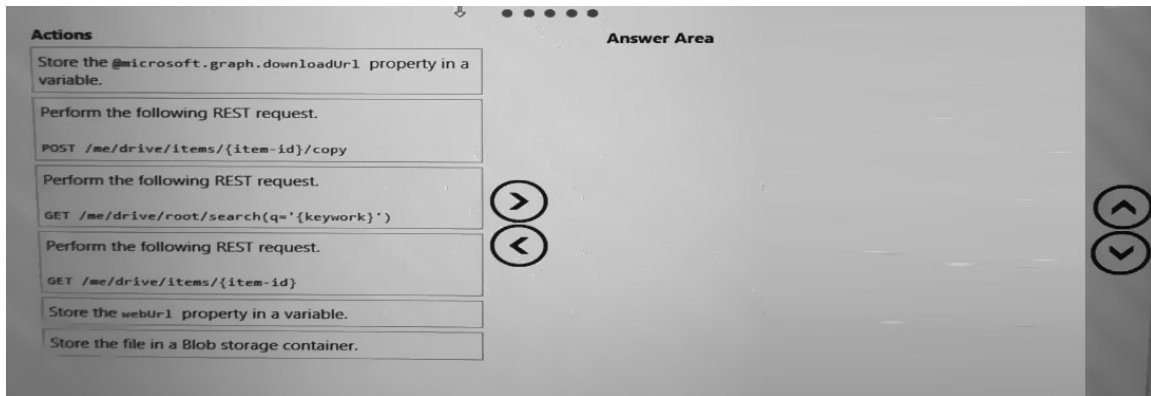 Actions
Answer Area
Store the @microsoft.graph.downloadUrl property in a
variable.
Perform the following REST request.
POST /me/drive/items/{item-id}/copy
Perform the following REST request.
GET /me/drive/root/search(q='{keywork}')
Perform the following REST request.
GET /me/drive/items/{item-id}
Store the webUrl property in a variable.
Store the file in a Blob storage container.